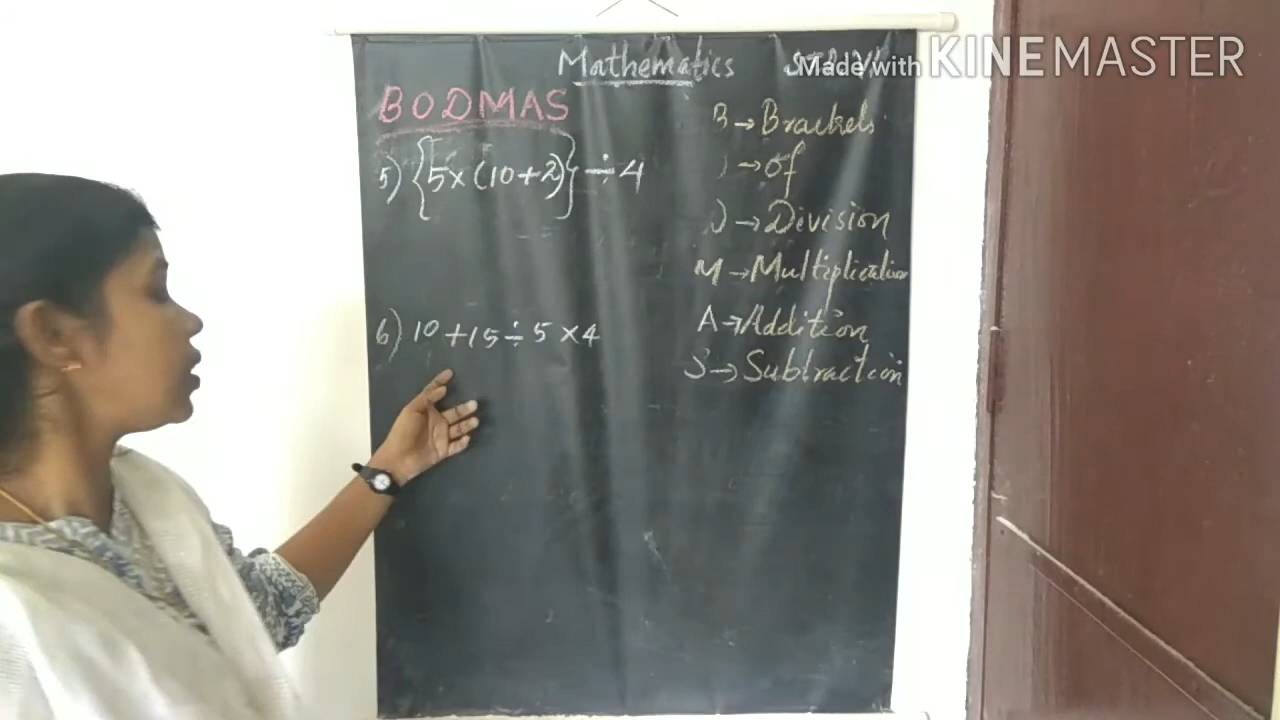 Mathematics
Made with KINEMASTER
BODMAS
B → Brackets
5) {5 × (10 + 2)} ÷ 4
→ of
D → Division
M → Multiplication
6) 10 + 15 ÷ 5 × 4
A → Addition
S → Subtraction